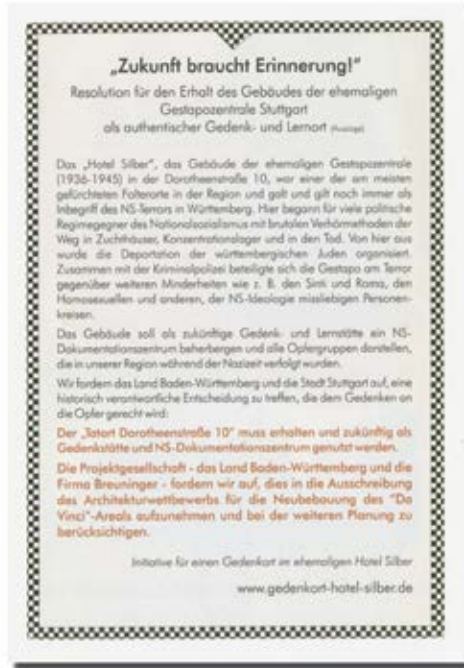 „Zukunft braucht Erinnerung!"
Resolution für den Erhalt des Gebäudes der ehemaligen
Gestapozentrale Stuttgart
als authentischer Gedenk- und Lernort (Auszüge)
Das „Hotel Silber", das Gebäude der ehemaligen Gestapozentrale
(1936-1945) in der Dorotheenstraße 10, war einer der am meisten
gefürchteten Folterorte in der Region und galt und gilt noch immer als
Inbegriff des NS-Terrors in Württemberg. Hier begann für viele politische
Regimegegner des Nationalsozialismus mit brutalen Verhörmethoden der
Weg in Zuchthäuser, Konzentrationslager und in den Tod. Von hier aus
wurde die Deportation der württembergischen Juden organisiert.
Zusammen mit der Kriminalpolizei beteiligte sich die Gestapo am Terror
gegenüber weiteren Minderheiten wie z. B. den Sinti und Roma, den
Homosexuellen und anderen, der NS-Ideologie missliebigen Personen-
kreisen.
Das Gebäude soll als zukünftige Gedenk- und Lernstätte ein NS-
Dokumentationszentrum beherbergen und alle Opfergruppen darstellen,
die in unserer Region während der Nazizeit verfolgt wurden.
Wir fordern das Land Baden-Württemberg und die Stadt Stuttgart auf, eine
historisch verantwortliche Entscheidung zu treffen, die dem Gedenken an
die Opfer gerecht wird:
Der „Tatort Dorotheenstraße 10" muss erhalten und zukünftig als
Gedenkstätte und NS-Dokumentationszentrum genutzt werden.
Die Projektgesellschaft - das Land Baden-Württemberg und die
Firma Breuninger - fordern wir auf, dies in die Ausschreibung
des Architekturwettbewerbs für die Neubebauung des "Da
Vinci"-Areals aufzunehmen und bei der weiteren Planung zu
berücksichtigen.
Initiative für einen Gedenkort im ehemaligen Hotel Silber
www.gedenkort-hotel-silber.de